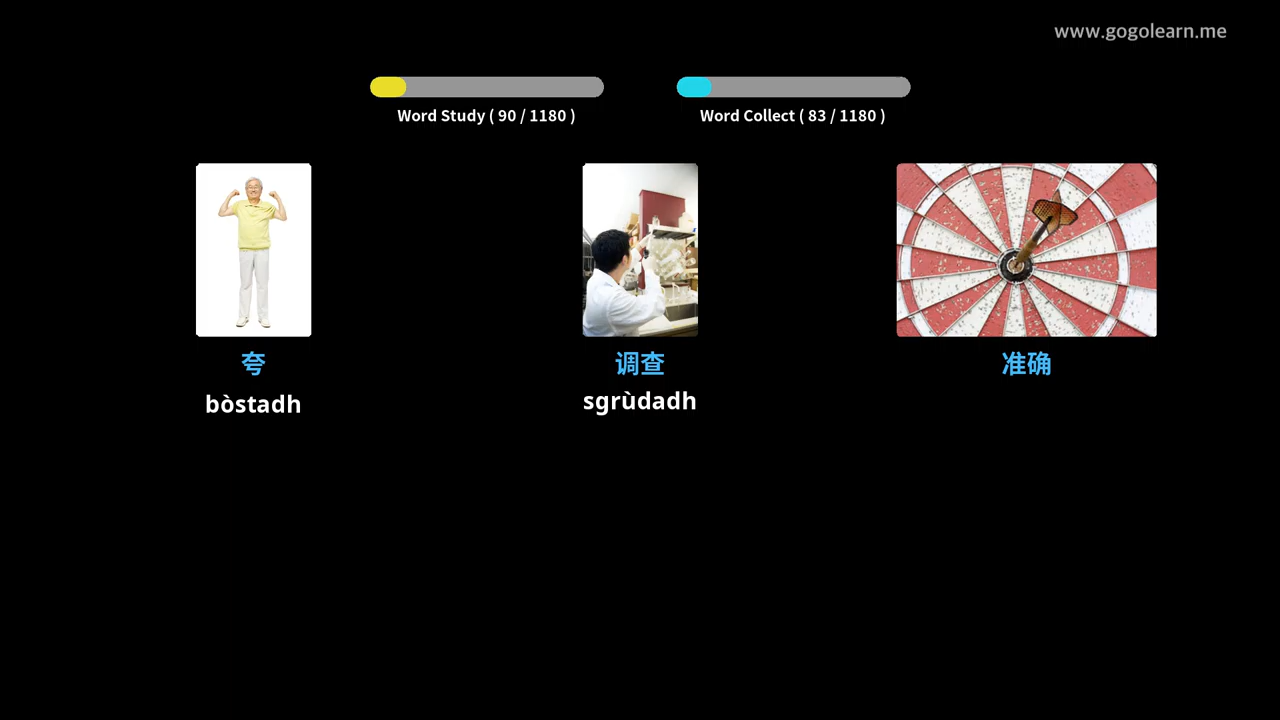 www.gogolearn.me
Word Study ( 90 / 1180 )
Word Collect ( 83 / 1180 )
夸
调查
准确
bòstadh
sgrùdadh